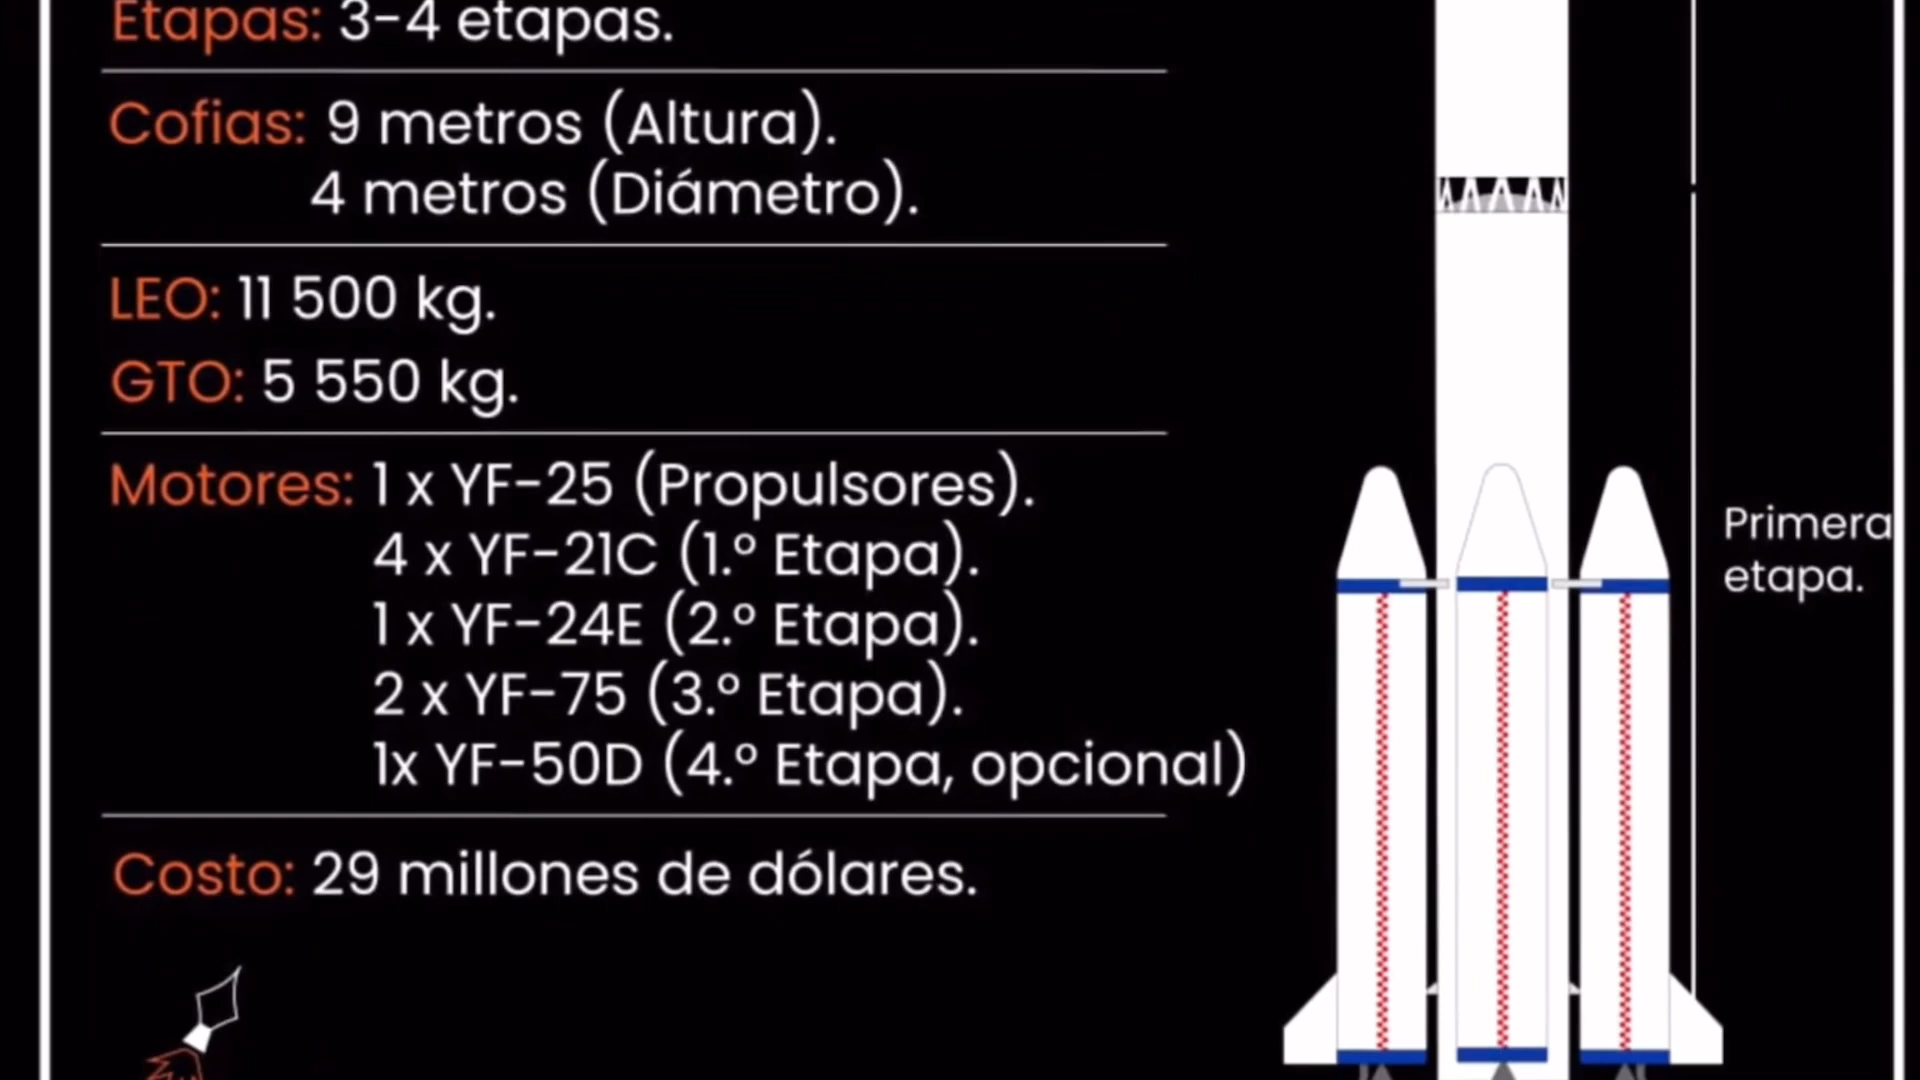 Etapas: 3-4 etapas.
Cofias: 9 metros (Altura).
4 metros (Diámetro).
LEO: 11 500 kg.
GTO: 5 550 kg.
Motores: 1 x YF-25 (Propulsores).
4 x YF-21C (1.º Etapa).
1 x YF-24E (2.º Etapa).
2 x YF-75 (3.º Etapa).
1x YF-50D (4.º Etapa, opcional)
Costo: 29 millones de dólares.
Primera
etapa.